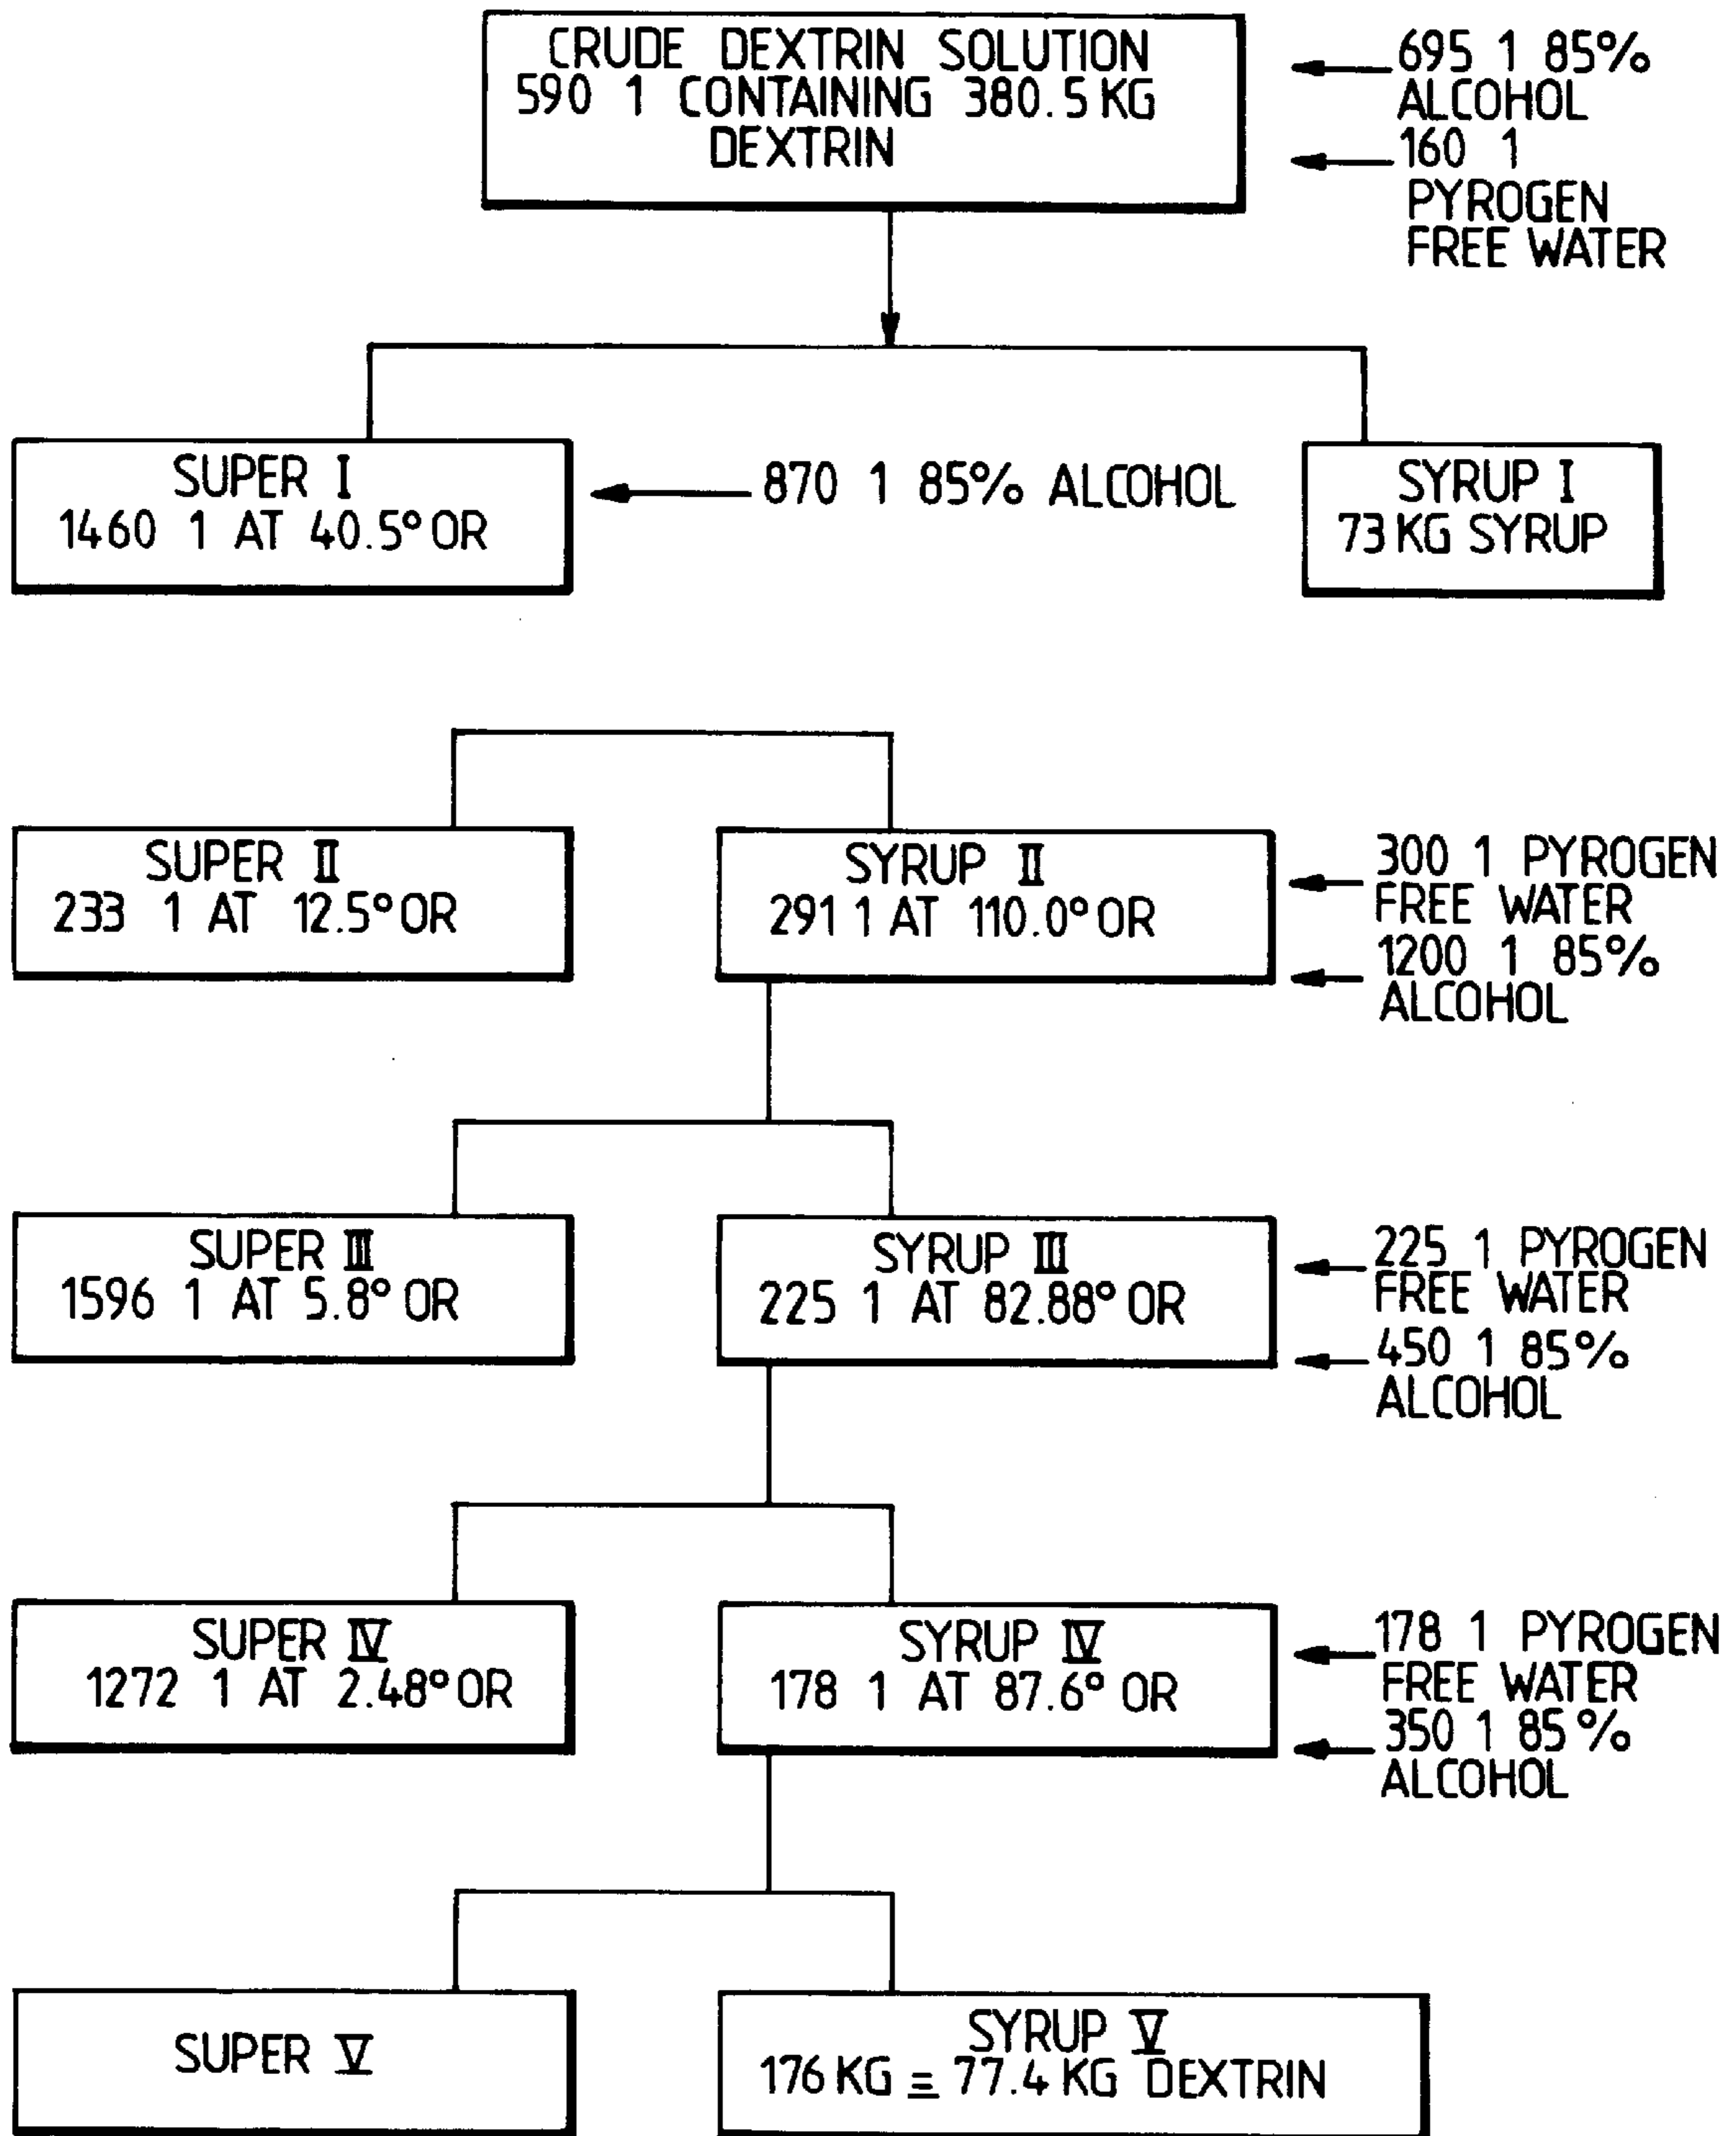 CRUDE DEXTRIN SOLUTION
590 1 CONTAINING 380.5 KG
DEXTRIN
695 1 85%
ALCOHOL
160 1
PYROGEN
FREE WATER
SUPER I
1460 1 AT 40.5° OR
870 1 85% ALCOHOL
SYRUP I
73 KG SYRUP
SUPER II
233 1 AT 12.5° OR
SYRUP II
291 1 AT 110.0° OR
300 1 PYROGEN
FREE WATER
1200 1 85%
ALCOHOL
SUPER III
1596 1 AT 5.8° OR
SYRUP III
225 1 AT 82.88° OR
225 1 PYROGEN
FREE WATER
450 1 85%
ALCOHOL
SUPER IV
1272 1 AT 2.48° OR
SYRUP IV
178 1 AT 87.6° OR
178 1 PYROGEN
FREE WATER
350 1 85%
ALCOHOL
SUPER V
SYRUP V
176 KG ≡ 77.4 KG DEXTRIN